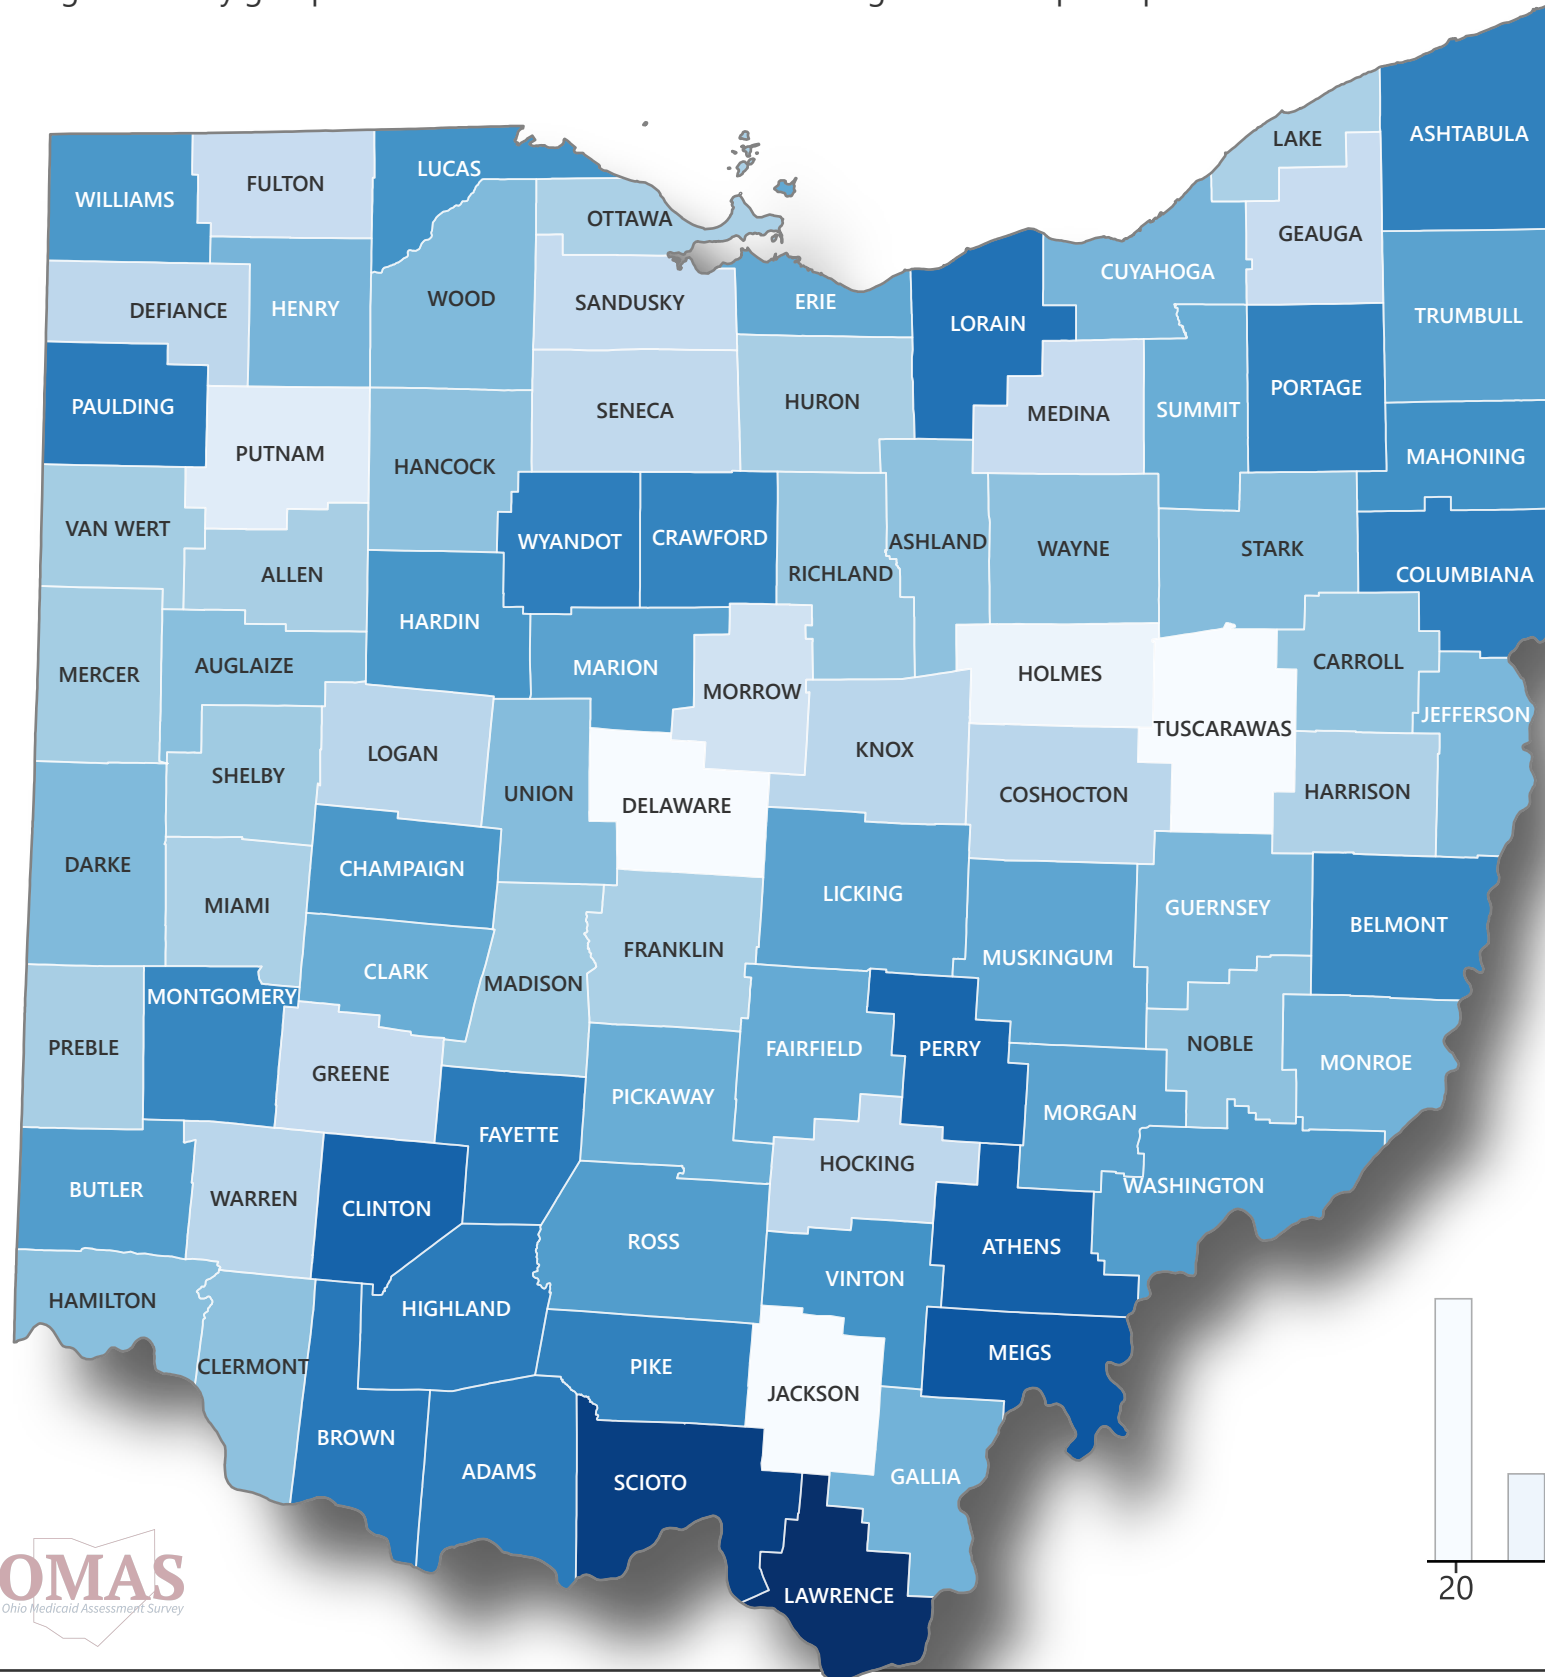 ASHTABULA
LAKE
LUCAS
FULTON
WILLIAMS
OTTAWA
GEAUGA
CUYAHOGA
WOOD
SANDUSKY
ERIE
HENRY
DEFIANCE
LORAIN
TRUMBULL
PORTAGE
HURON
PAULDING
SENECA
MEDINA
SUMMIT
PUTNAM
MAHONING
HANCOCK
VAN WERT
CRAWFORD
WYANDOT
ASHLAND
WAYNE
STARK
ALLEN
RICHLAND
COLUMBIANA
HARDIN
AUGLAIZE
MARION
CARROLL
MERCER
HOLMES
MORROW
JEFFERSON
TUSCARAWAS
KNOX
LOGAN
SHELBY
HARRISON
UNION
COSHOCTON
DELAWARE
DARKE
CHAMPAIGN
LICKING
MIAMI
GUERNSEY
BELMONT
FRANKLIN
MUSKINGUM
CLARK
MADISON
MONTGOMERY
NOBLE
PREBLE
FAIRFIELD
PERRY
MONROE
GREENE
PICKAWAY
MORGAN
FAYETTE
HOCKING
WASHINGTON
BUTLER
WARREN
CLINTON
ROSS
ATHENS
VINTON
HAMILTON
HIGHLAND
MEIGS
CLERMONT
PIKE
JACKSON
BROWN
ADAMS
GALLIA
SCIOTO
LAWRENCE
20
OMAS
Ohio Medicaid Assessment Survey